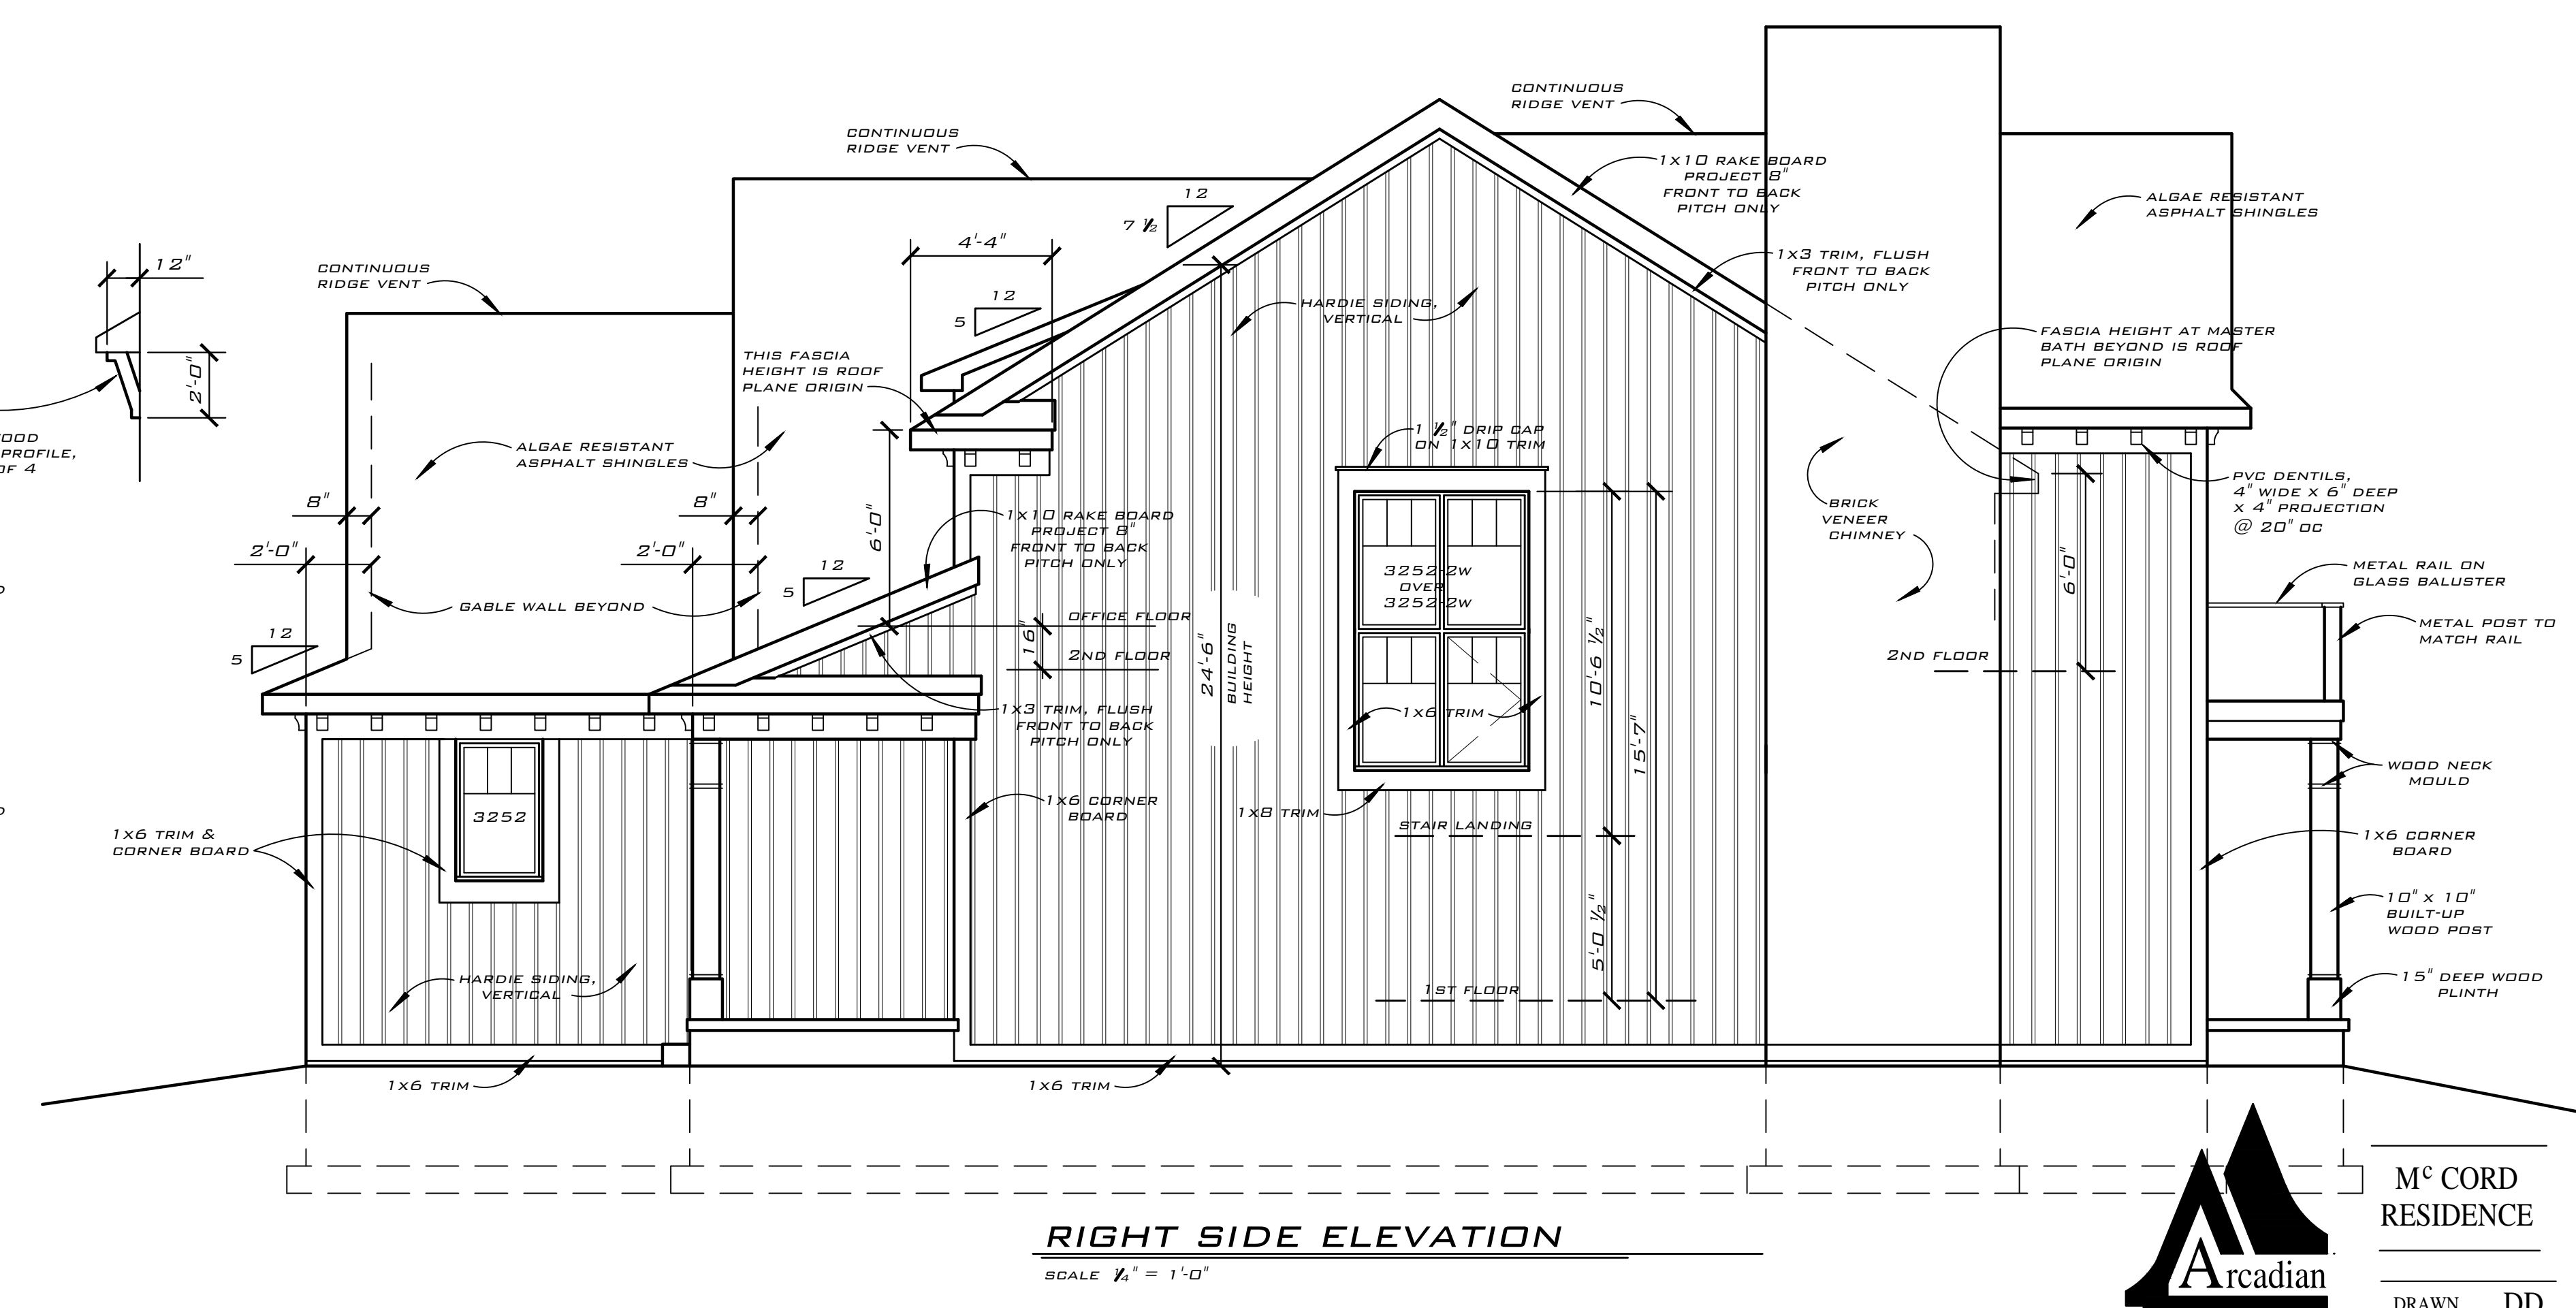 CONTINUOUS
RIDGE VENT
CONTINUOUS
RIDGE VENT
CONTINUOUS
RIDGE VENT
1X10 RAKE BOARD
PROJECT 8"
FRONT TO BACK
PITCH ONLY
12
7 ½
ALGAE RESISTANT
ASPHALT SHINGLES
4'-4"
12"
2'-0"
12
5
1X3 TRIM, FLUSH
FRONT TO BACK
PITCH ONLY
HARDIE SIDING,
VERTICAL
FASCIA HEIGHT AT MASTER
BATH BEYOND IS ROOF
PLANE ORIGIN
THIS FASCIA
HEIGHT IS ROOF
PLANE ORIGIN
OOD
PROFILE,
OF 4
ALGAE RESISTANT
ASPHALT SHINGLES
1 ½" DRIP CAP
ON 1X10 TRIM
8"
8"
2'-0"
2'-0"
6'-0"
1X10 RAKE BOARD
PROJECT 8"
FRONT TO BACK
PITCH ONLY
BRICK
VENEER
CHIMNEY
PVC DENTILS,
4" WIDE X 6" DEEP
X 4" PROJECTION
@ 20" OC
6'-0"
METAL RAIL ON
GLASS BALUSTER
METAL POST TO
MATCH RAIL
12
5
12
5
GABLE WALL BEYOND
OFFICE FLOOR
16"
2ND FLOOR
24'-6"
BUILDING
HEIGHT
3252-2W
OVER
3252-2W
10'-6 ½"
15'-7"
2ND FLOOR
1X6 TRIM
1X3 TRIM, FLUSH
FRONT TO BACK
PITCH ONLY
WOOD NECK
MOULD
3252
1X6 TRIM &
CORNER BOARD
1X6 CORNER
BOARD
1X8 TRIM
STAIR LANDING
1X6 CORNER
BOARD
5'-0 ½"
10" X 10"
BUILT-UP
WOOD POST
HARDIE SIDING,
VERTICAL
1ST FLOOR
15" DEEP WOOD
PLINTH
1X6 TRIM
1X6 TRIM
RIGHT SIDE ELEVATION
SCALE ¼" = 1'-0"
Mc CORD
RESIDENCE
Arcadian
DRAWN DD